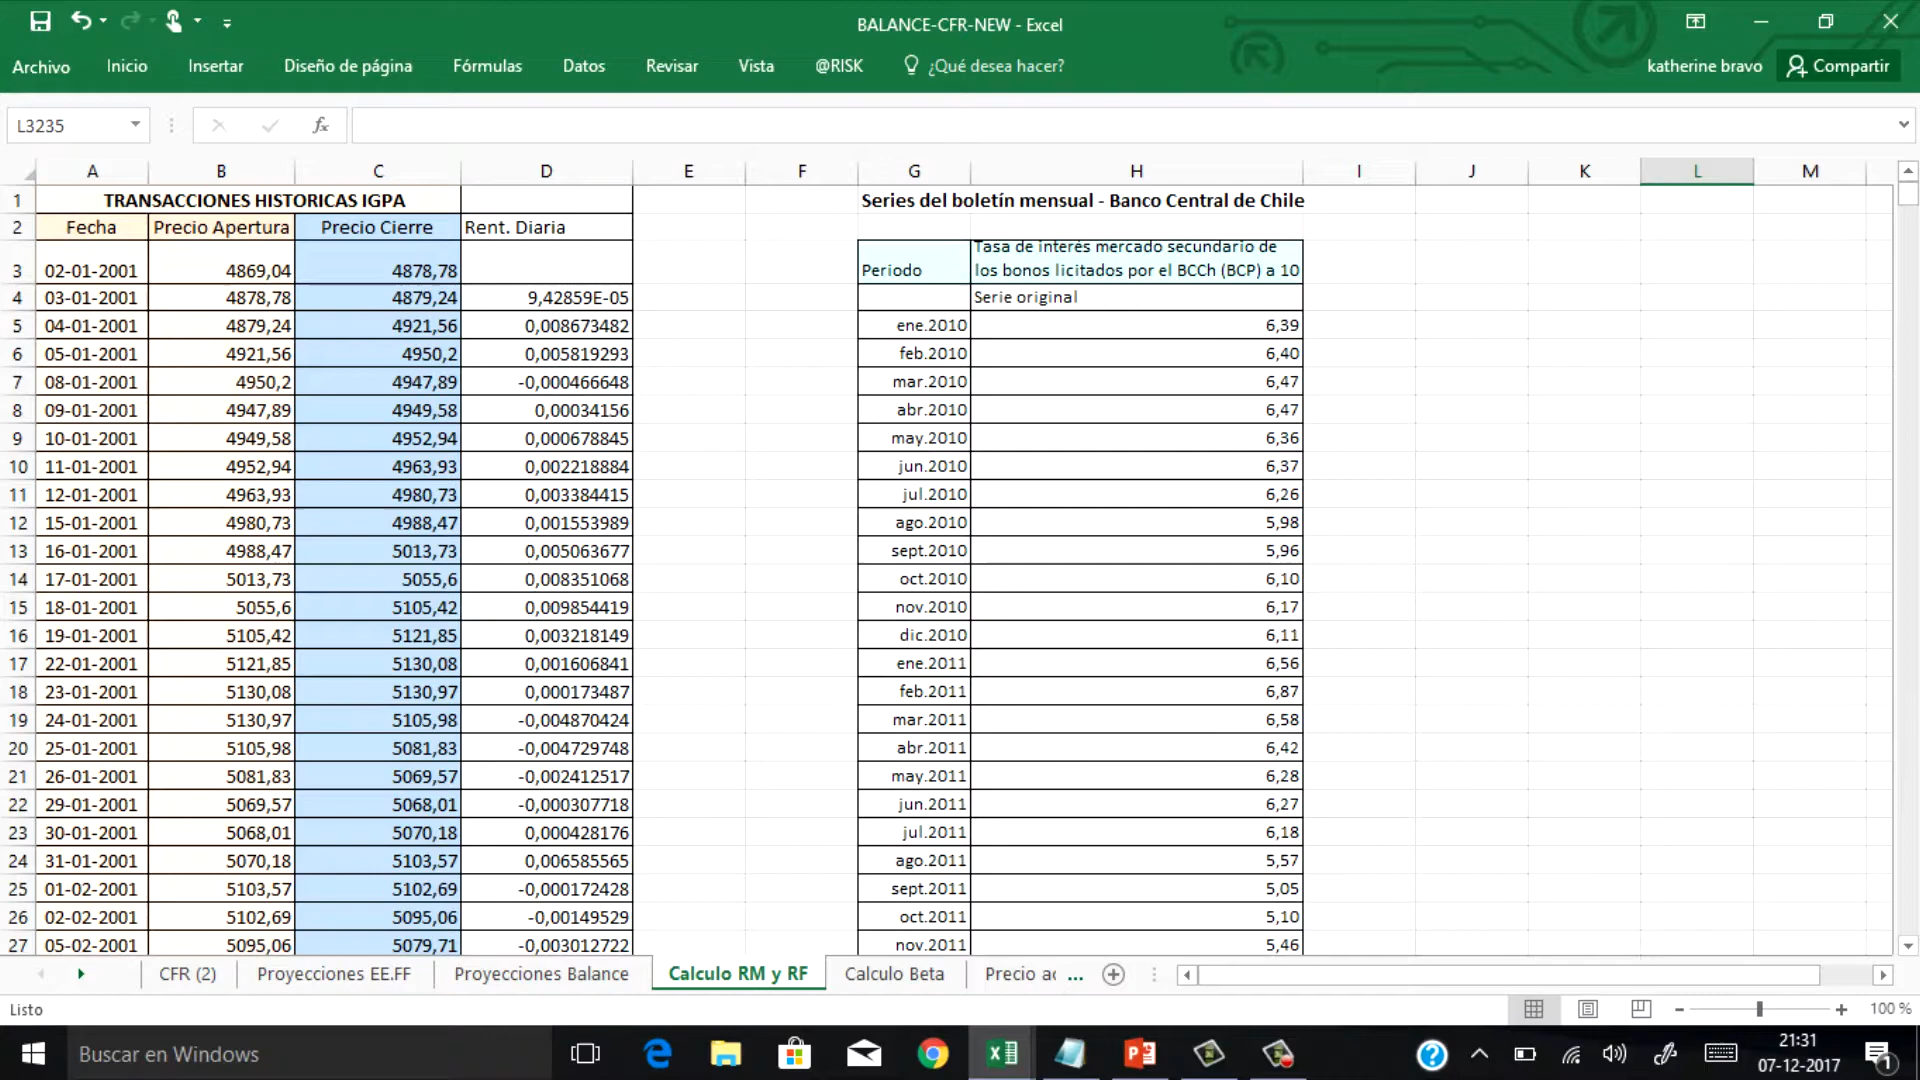 BALANCE-CFR-NEW - Excel
Archivo Inicio Insertar Diseño de página Fórmulas Datos Revisar Vista @RISK ¿Qué desea hacer? katherine bravo Compartir
L3235 fx
A B C D E F G H I J K L M
1 TRANSACCIONES HISTORICAS IGPA Series del boletín mensual - Banco Central de Chile
2 Fecha Precio Apertura Precio Cierre Rent. Diaria
Tasa de interés mercado secundario de
3 02-01-2001 4869,04 4878,78 Periodo los bonos licitados por el BCCh (BCP) a 10
4 03-01-2001 4878,78 4879,24 9,42859E-05 Serie original
5 04-01-2001 4879,24 4921,56 0,008673482 ene.2010 6,39
6 05-01-2001 4921,56 4950,2 0,005819293 feb.2010 6,40
7 08-01-2001 4950,2 4947,89 -0,000466648 mar.2010 6,47
8 09-01-2001 4947,89 4949,58 0,00034156 abr.2010 6,47
9 10-01-2001 4949,58 4952,94 0,000678845 may.2010 6,36
10 11-01-2001 4952,94 4963,93 0,002218884 jun.2010 6,37
11 12-01-2001 4963,93 4980,73 0,003384415 jul.2010 6,26
12 15-01-2001 4980,73 4988,47 0,001553989 ago.2010 5,98
13 16-01-2001 4988,47 5013,73 0,005063677 sept.2010 5,96
14 17-01-2001 5013,73 5055,6 0,008351068 oct.2010 6,10
15 18-01-2001 5055,6 5105,42 0,009854419 nov.2010 6,17
16 19-01-2001 5105,42 5121,85 0,003218149 dic.2010 6,11
17 22-01-2001 5121,85 5130,08 0,001606841 ene.2011 6,56
18 23-01-2001 5130,08 5130,97 0,000173487 feb.2011 6,87
19 24-01-2001 5130,97 5105,98 -0,004870424 mar.2011 6,58
20 25-01-2001 5105,98 5081,83 -0,004729748 abr.2011 6,42
21 26-01-2001 5081,83 5069,57 -0,002412517 may.2011 6,28
22 29-01-2001 5069,57 5068,01 -0,000307718 jun.2011 6,27
23 30-01-2001 5068,01 5070,18 0,000428176 jul.2011 6,18
24 31-01-2001 5070,18 5103,57 0,006585565 ago.2011 5,57
25 01-02-2001 5103,57 5102,69 -0,000172428 sept.2011 5,05
26 02-02-2001 5102,69 5095,06 -0,00149529 oct.2011 5,10
27 05-02-2001 5095,06 5079,71 -0,003012722 nov.2011 5,46
CFR (2) Proyecciones EE.FF Proyecciones Balance Calculo RM y RF Calculo Beta Precio ac ...
Listo 100 %
Buscar en Windows 21:31
07-12-2017 1